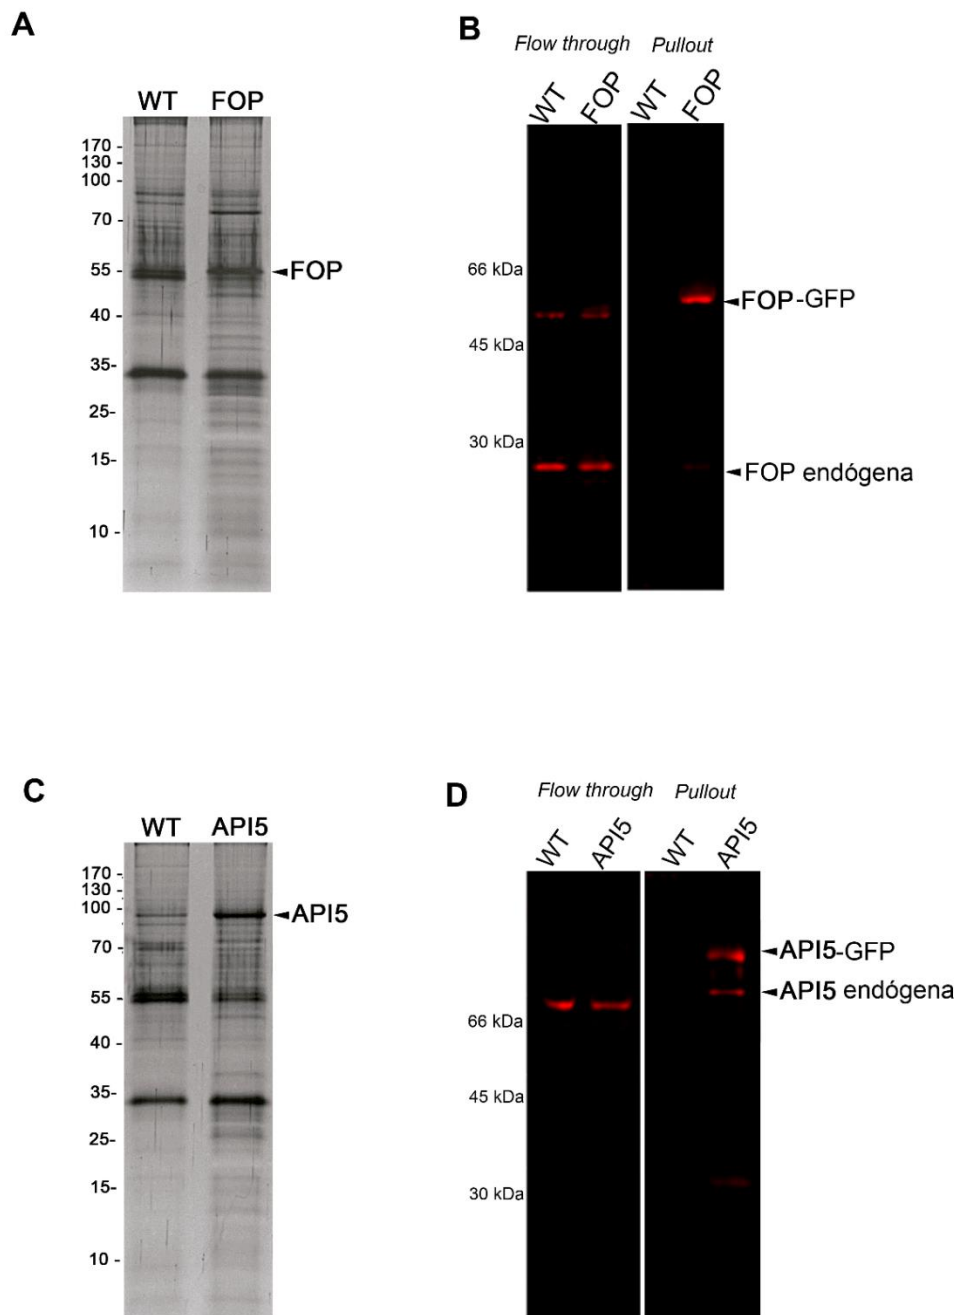 A
WT FOP
170 -
130 -
100 -
70 -
55 -
40 -
35-
25-
15-
10 -
FOP
B
Flow through Pullout
WT FOP WT FOP
66 kDa
45 kDa
30 kDa
FOP-GFP
FOP endógena
C
WT API5
170 -
130 -
100 -
70 -
55 -
40 -
35-
25-
15-
10 -
API5
D
Flow through Pullout
WT API5 WT API5
66 kDa
45 kDa
30 kDa
API5-GFP
API5 endógena